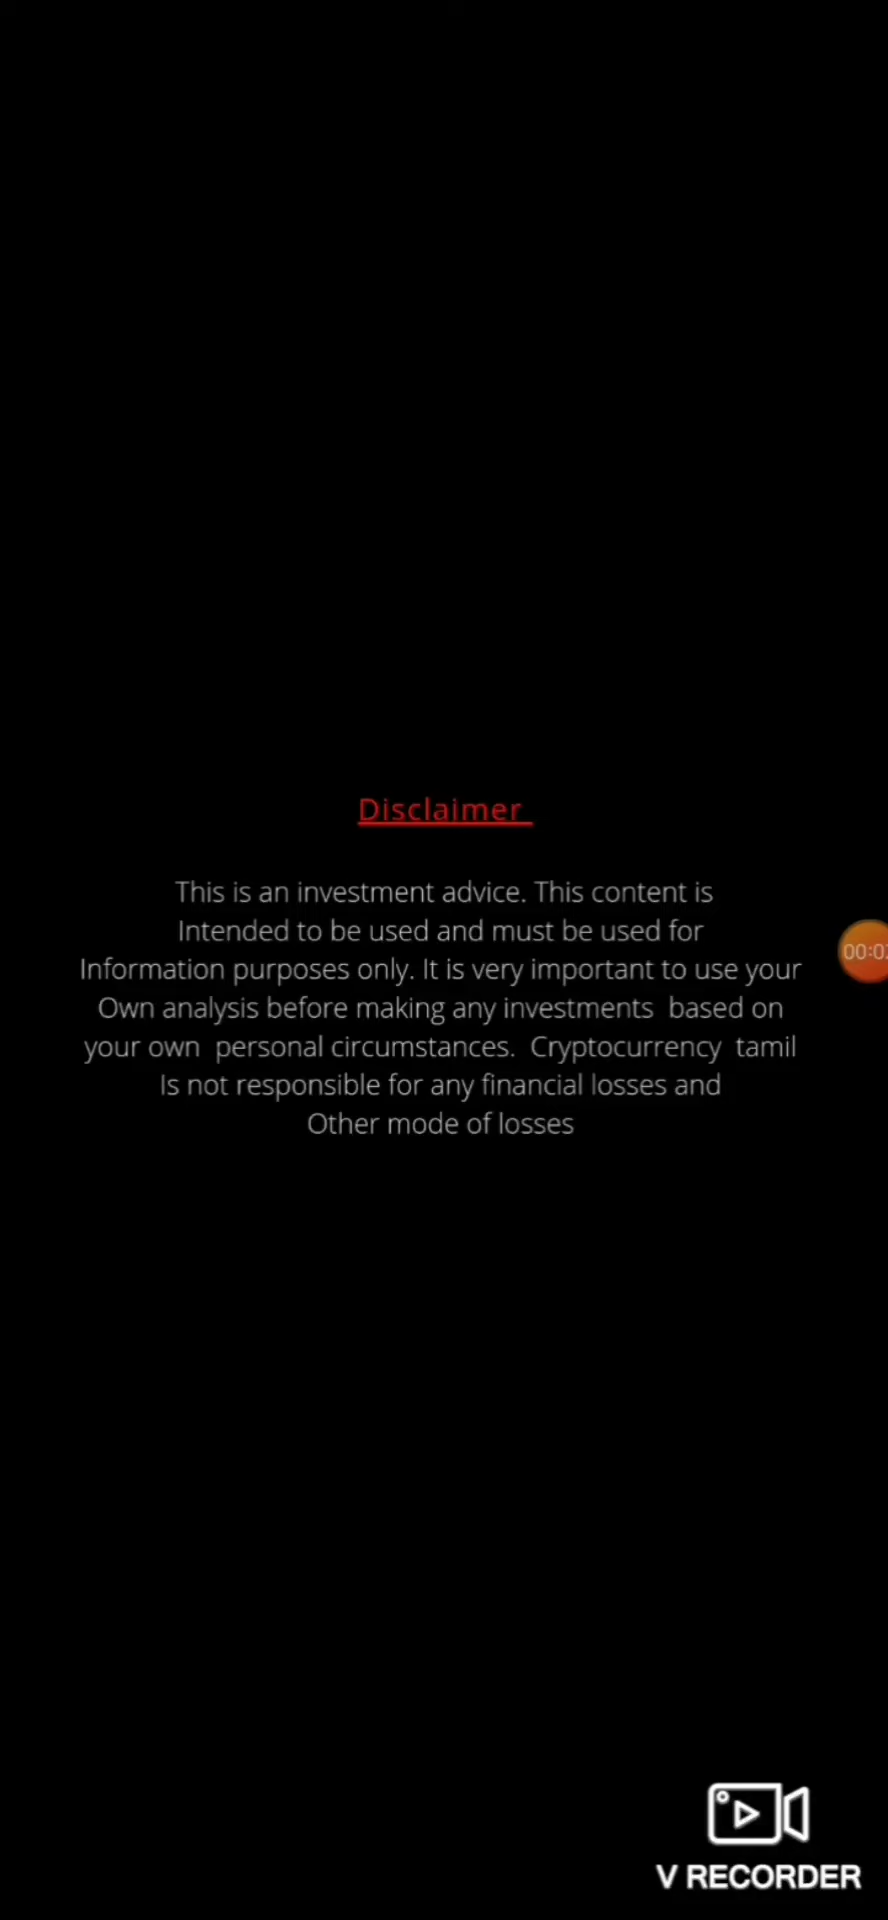 Disclaimer
This is an investment advice. This content is
Intended to be used and must be used for
Information purposes only. It is very important to use your
Own analysis before making any investments based on
your own personal circumstances. Cryptocurrency tamil
Is not responsible for any financial losses and
Other mode of losses
V RECORDER